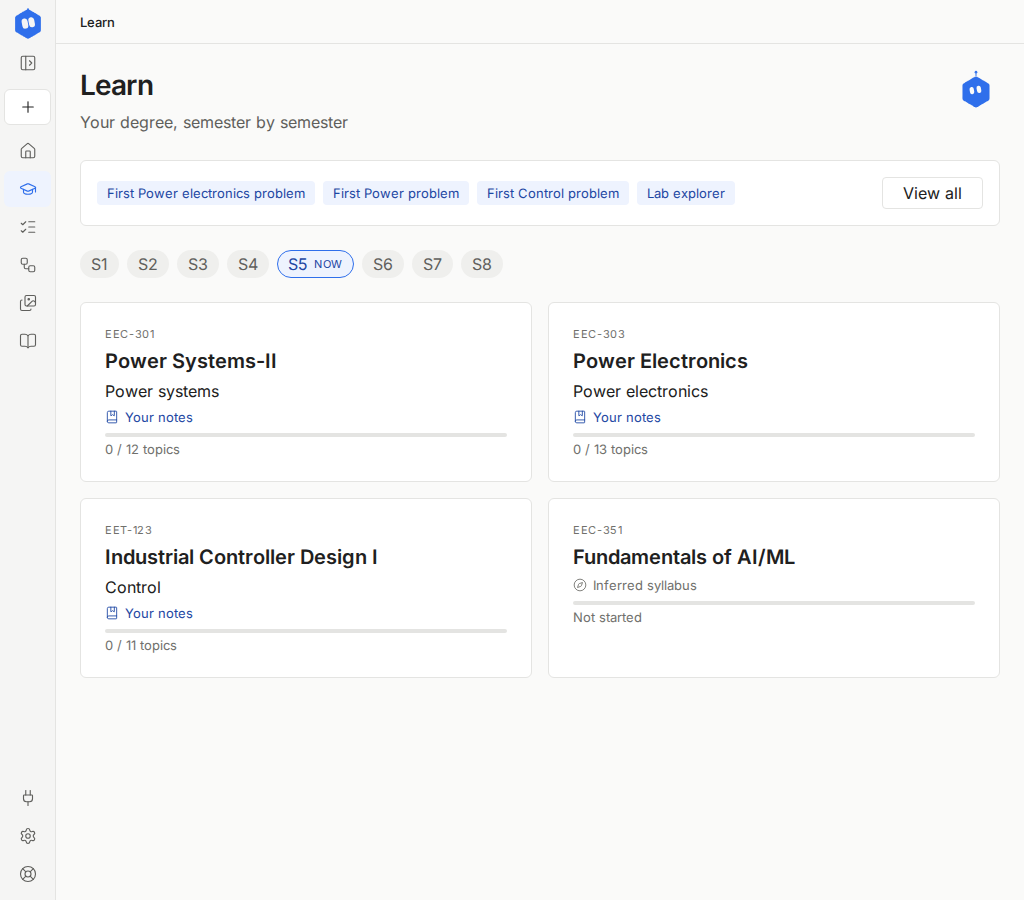 Learn
Learn
Your degree, semester by semester
First Power electronics problem First Power problem First Control problem Lab explorer View all
S1 S2 S3 S4 S5 NOW S6 S7 S8
EEC-301
Power Systems-II
Power systems
Your notes
0 / 12 topics
EEC-303
Power Electronics
Power electronics
Your notes
0 / 13 topics
EET-123
Industrial Controller Design I
Control
Your notes
0 / 11 topics
EEC-351
Fundamentals of AI/ML
Inferred syllabus
Not started